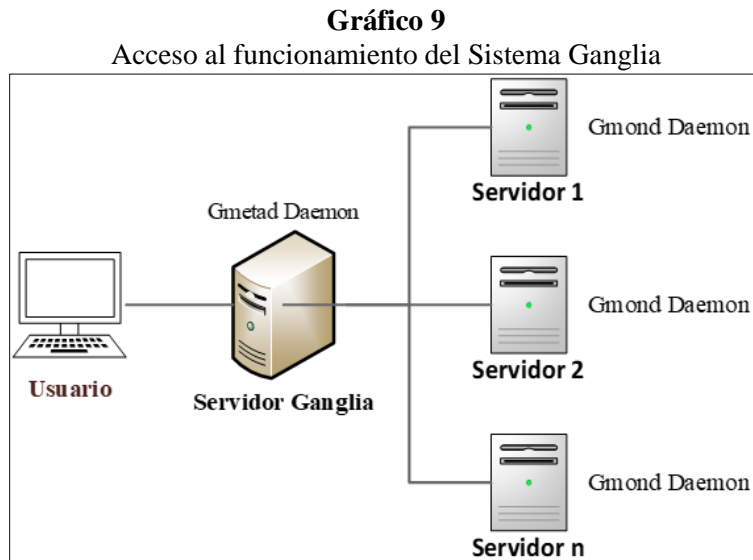 Gráfico 9
Acceso al funcionamiento del Sistema Ganglia
Gmond Daemon
Servidor 1
Gmetad Daemon
Usuario
Servidor Ganglia
Gmond Daemon
Servidor 2
Gmond Daemon
Servidor n